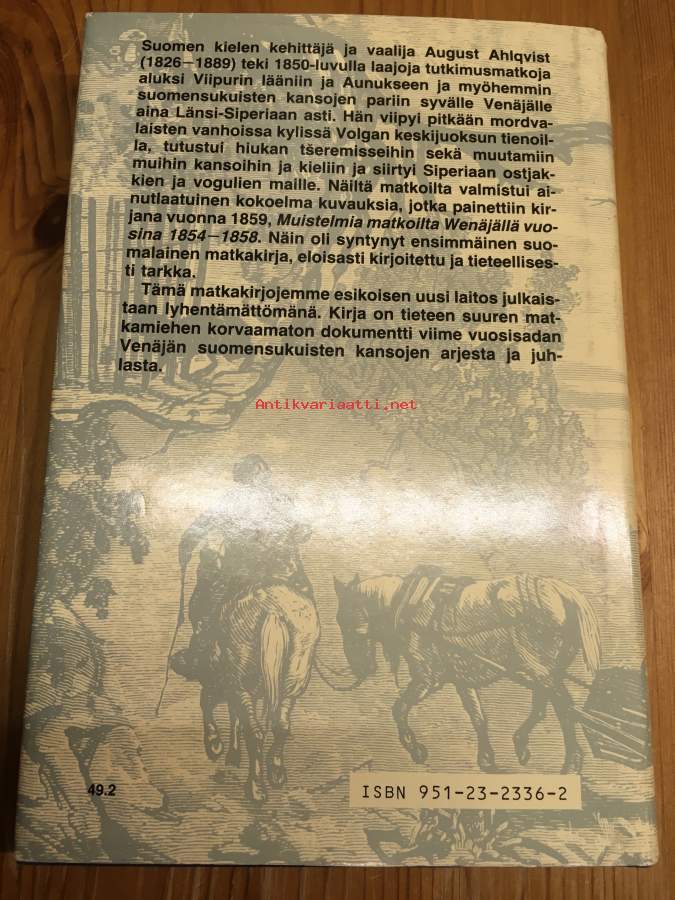 Suomen kielen kehittäjä ja vaalija August Ahlqvist
(1826–1889) teki 1850-luvulla laajoja tutkimusmatkoja
aluksi Viipurin lääniin ja Aunukseen ja myöhemmin
suomensukuisten kansojen pariin syvälle Venäjälle
aina Länsi-Siperiaan asti. Hän viipyi pitkään mordva-
laisten vanhoissa kylissä Volgan keskijuoksun tienoil-
la, tutustui hiukan tšeremisseihin sekä muutamiin
muihin kansoihin ja kieliin ja siirtyi Siperiaan ostjak-
kien ja vogulien maille. Näiltä matkoilta valmistui ai-
nutlaatuinen kokoelma kuvauksia, jotka painettiin kir-
jana vuonna 1859, Muistelmia matkoilta Wenäjällä vuo-
sina 1854–1858. Näin oli syntynyt ensimmäinen suo-
malainen matkakirja, eloisasti kirjoitettu ja tieteellises-
ti tarkka.
Tämä matkakirjojemme esikoisen uusi laitos julkais-
taan lyhentämättömänä. Kirja on tieteen suuren mat-
kamiehen korvaamaton dokumentti viime vuosisadan
Venäjän suomensukuisten kansojen arjesta ja juh-
lasta.
Antikvariaatti.net
49.2
ISBN 951-23-2336-2